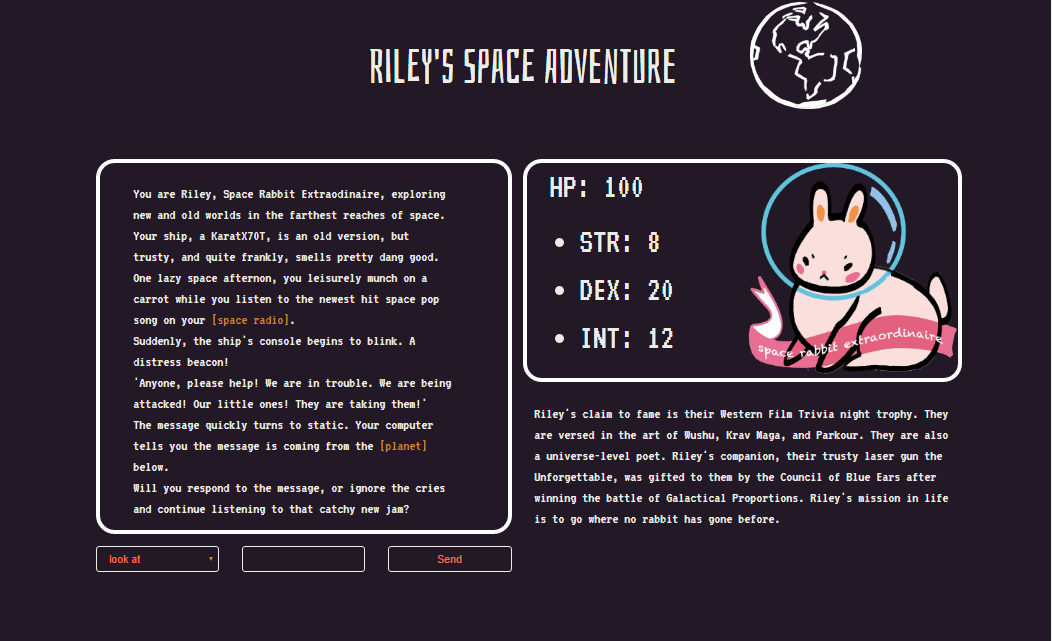 RILEY'S SPACE ADVENTURE
You are Riley, Space Rabbit Extraodinaire, exploring
new and old worlds in the farthest reaches of space.
Your ship, a KaratX70T, is an old version, but
trusty, and quite frankly, smells pretty dang good.
One lazy space afternon, you leisurely munch on a
carrot while you listen to the newest hit space pop
song on your [space radio].
Suddenly, the ship's console begins to blink. A
distress beacon!
'Anyone, please help! We are in trouble. We are being
attacked! Our little ones! They are taking them!'
The message quickly turns to static. Your computer
tells you the message is coming from the [planet]
below.
Will you respond to the message, or ignore the cries
and continue listening to that catchy new jam?
look at
Send
HP: 100
STR: 8
DEX: 20
INT: 12
space rabbit extraordinaire
Riley's claim to fame is their Western Film Trivia night trophy. They
are versed in the art of Wushu, Krav Maga, and Parkour. They are also
a universe-level poet. Riley's companion, their trusty laser gun the
Unforgettable, was gifted to them by the Council of Blue Ears after
winning the battle of Galactical Proportions. Riley's mission in life
is to go where no rabbit has gone before.